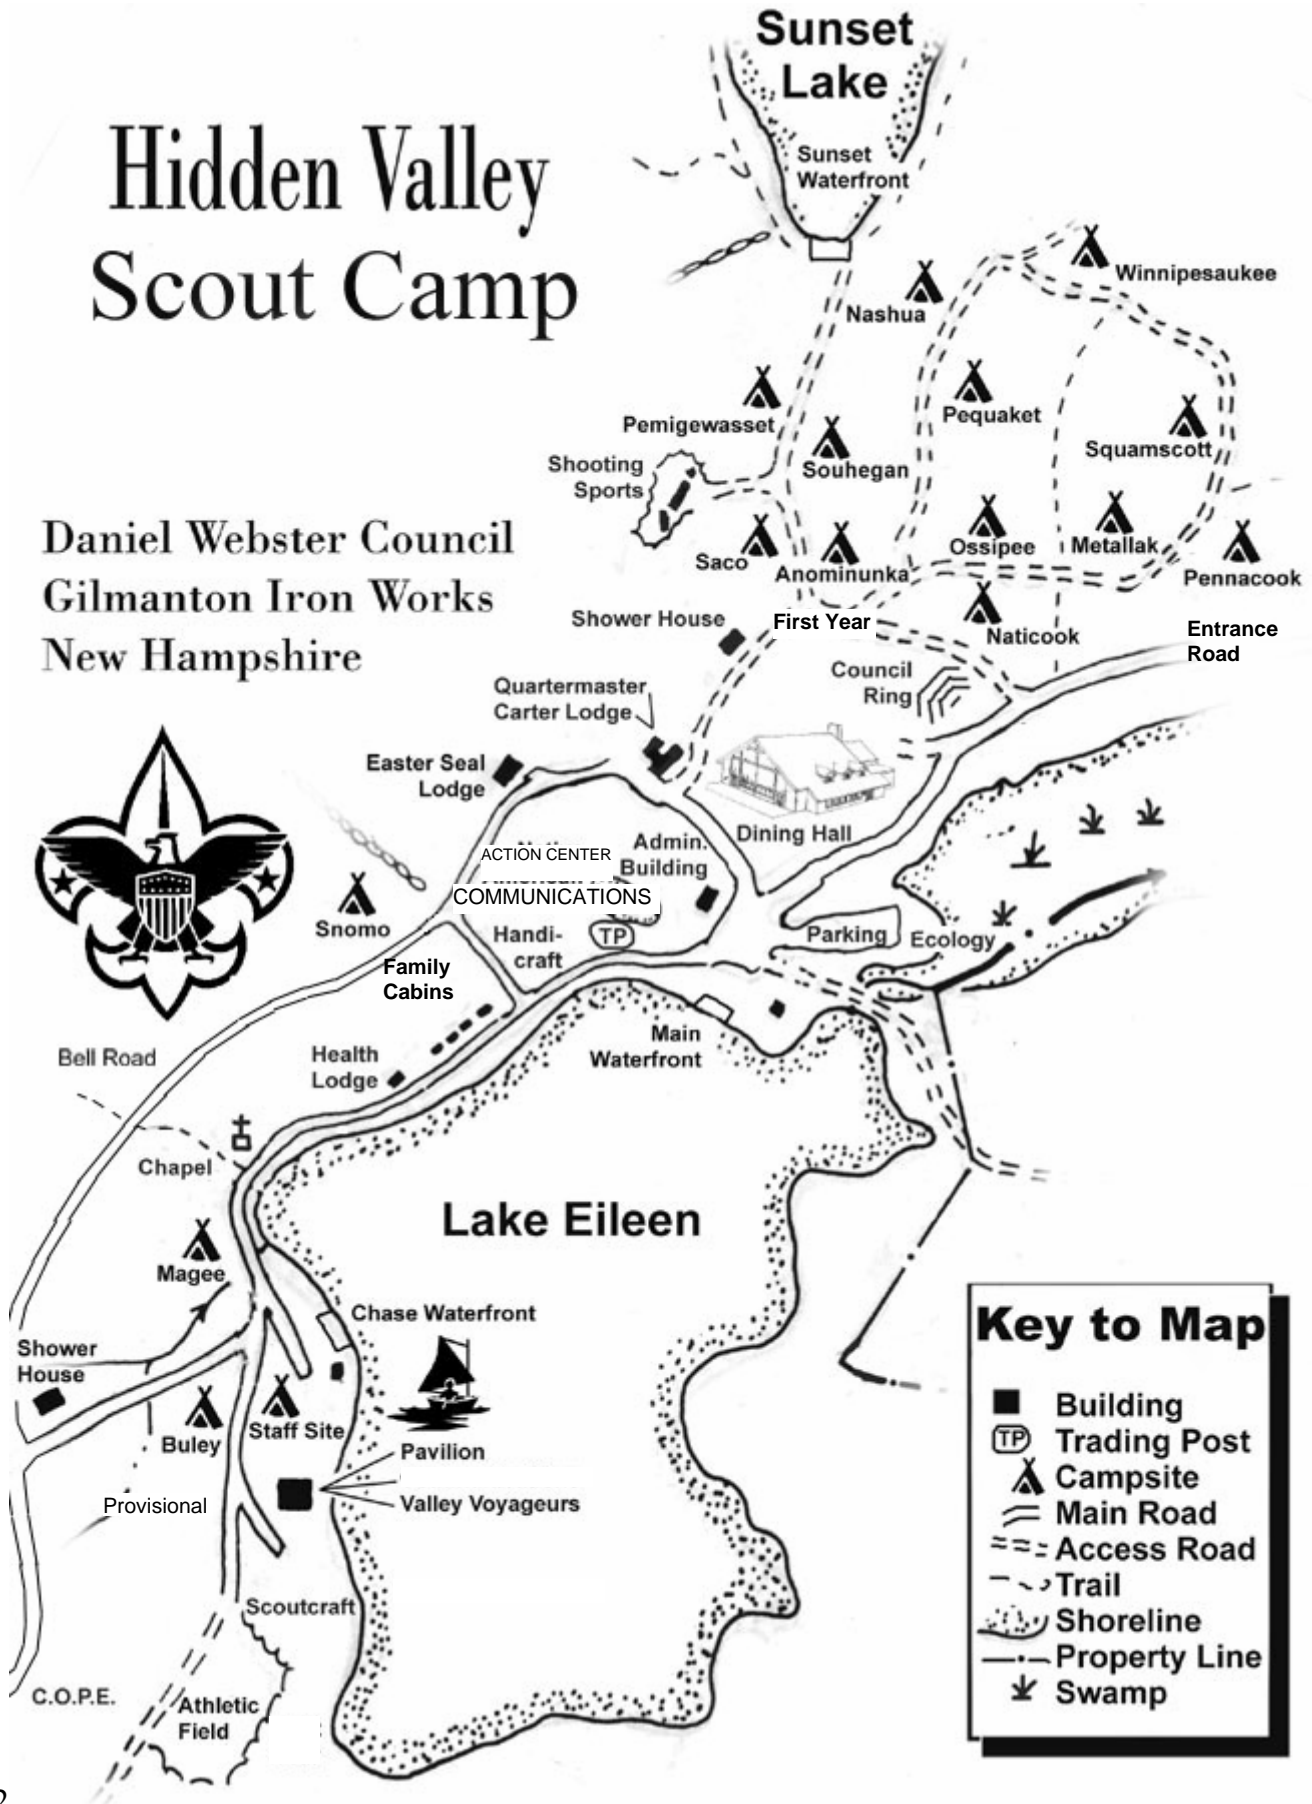 Sunset
Lake
Hidden Valley
Scout Camp
Sunset
Waterfront
Winnipesaukee
Nashua
Pemigewasset
Pequaket
Souhegan
Squamscott
Shooting
Sports
Daniel Webster Council
Gilmanton Iron Works
New Hampshire
Saco
Anominunka
Ossipee
Metallak
Pennacook
Shower House
First Year
Naticook
Entrance
Road
Council
Ring
Quartermaster
Carter Lodge
Easter Seal
Lodge
Dining Hall
Admin.
Building
ACTION CENTER
COMMUNICATIONS
Snomo
Handi-
craft
TP
Parking
Ecology
Family
Cabins
Main
Waterfront
Bell Road
Health
Lodge
Chapel
Lake Eileen
Magee
Chase Waterfront
Shower
House
Buley
Staff Site
Pavilion
Valley Voyageurs
Provisional
Scoutcraft
C.O.P.E.
Athletic
Field
Key to Map
Building
TP Trading Post
Campsite
Main Road
Access Road
Trail
Shoreline
Property Line
Swamp
2